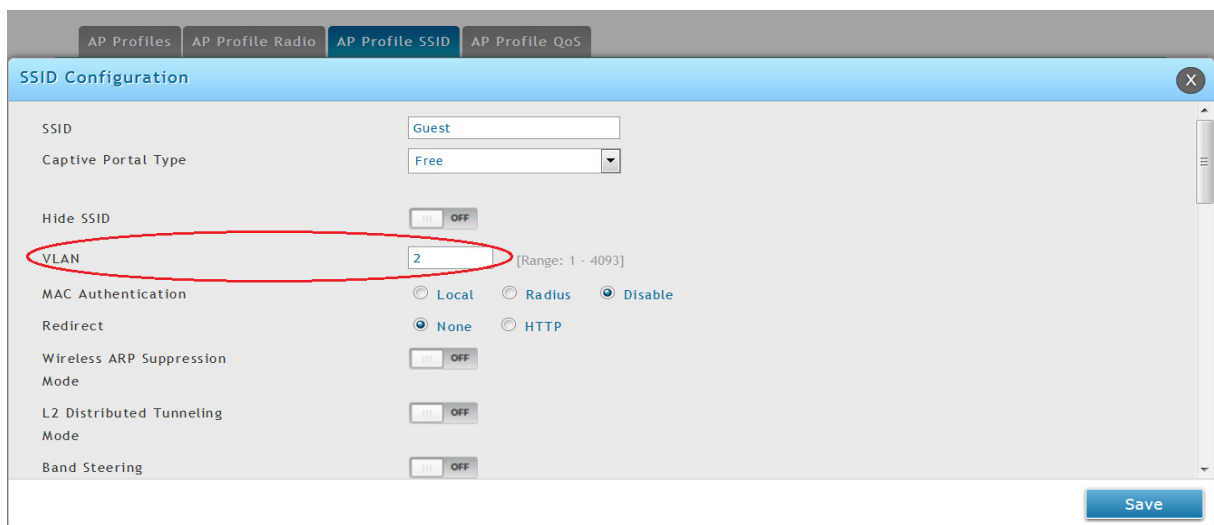 AP Profiles AP Profile Radio AP Profile SSID AP Profile QoS
SSID Configuration X
SSID Guest
Captive Portal Type Free
Hide SSID OFF
VLAN 2 [Range: 1 - 4093]
MAC Authentication Local Radius Disable
Redirect None HTTP
Wireless ARP Suppression OFF
Mode
L2 Distributed Tunneling OFF
Mode
Band Steering OFF
Save